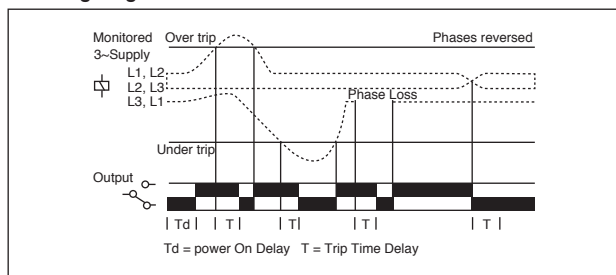 Monitored Over trip Phases reversed
3~Supply
L1, L2
L2, L3
L3, L1
Phase Loss
Under trip
Output
Td T T T T
Td = power On Delay T = Trip Time Delay